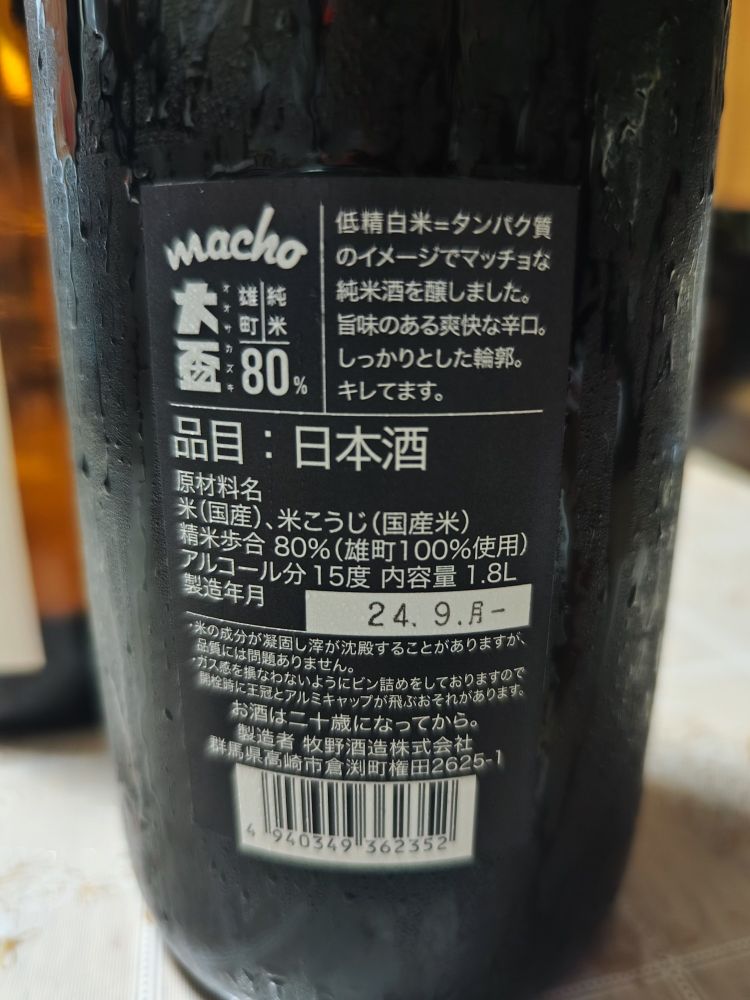 macho
大盃
オオサカズキ
純米
雄町
80%
低精白米=タンパク質
のイメージでマッチョな
純米酒を醸しました。
旨味のある爽快な辛口。
しっかりとした輪郭。
キレてます。
品目：日本酒
原材料名
米(国産)、米こうじ(国産米)
精米歩合 80%(雄町100%使用)
アルコール分 15度 内容量 1.8L
製造年月
24. 9.月-
・米の成分が凝固し滓が沈殿することがありますが、
品質には問題ありません。
・ガス感を損なわないようにビン詰めをしておりますので
開栓時に王冠とアルミキャップが飛ぶおそれがあります。
お酒は二十歳になってから。
製造者 牧野酒造株式会社
群馬県高崎市倉渕町権田2625-1
4 940349 362352